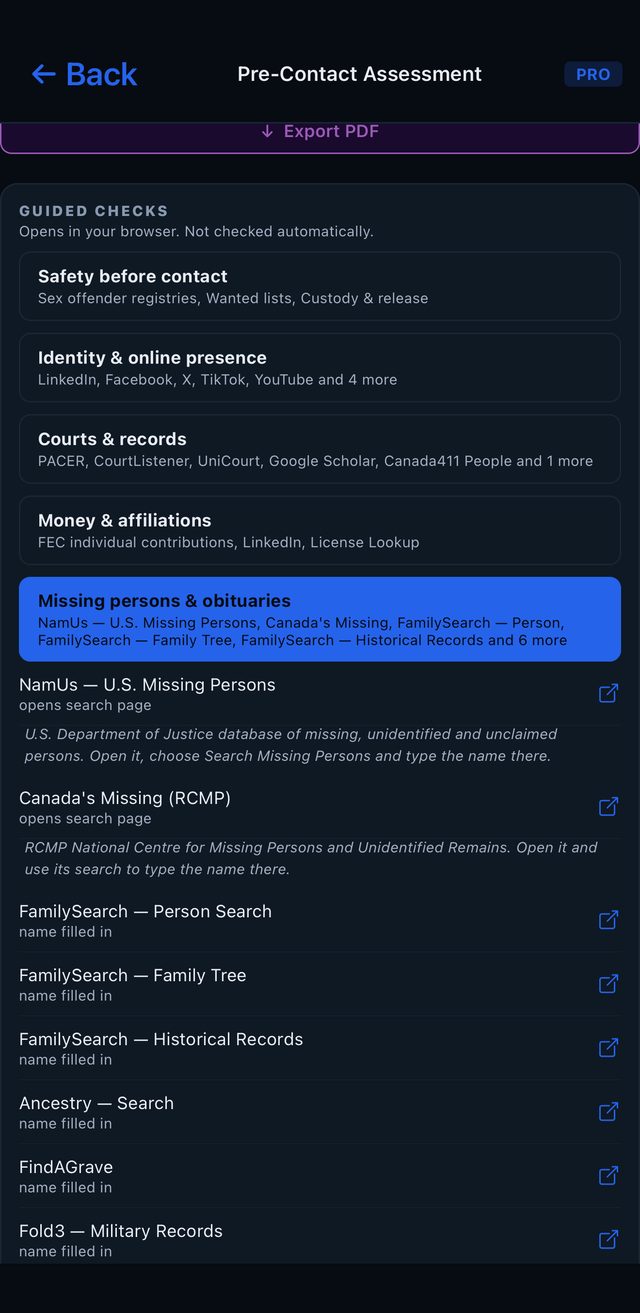 ← Back
Pre-Contact Assessment
PRO
↓ Export PDF
GUIDED CHECKS
Opens in your browser. Not checked automatically.
Safety before contact
Sex offender registries, Wanted lists, Custody & release
Identity & online presence
LinkedIn, Facebook, X, TikTok, YouTube and 4 more
Courts & records
PACER, CourtListener, UniCourt, Google Scholar, Canada411 People and 1 more
Money & affiliations
FEC individual contributions, LinkedIn, License Lookup
Missing persons & obituaries
NamUs — U.S. Missing Persons, Canada's Missing, FamilySearch — Person,
FamilySearch — Family Tree, FamilySearch — Historical Records and 6 more
NamUs — U.S. Missing Persons
opens search page
U.S. Department of Justice database of missing, unidentified and unclaimed
persons. Open it, choose Search Missing Persons and type the name there.
Canada's Missing (RCMP)
opens search page
RCMP National Centre for Missing Persons and Unidentified Remains. Open it and
use its search to type the name there.
FamilySearch — Person Search
name filled in
FamilySearch — Family Tree
name filled in
FamilySearch — Historical Records
name filled in
Ancestry — Search
name filled in
FindAGrave
name filled in
Fold3 — Military Records
name filled in